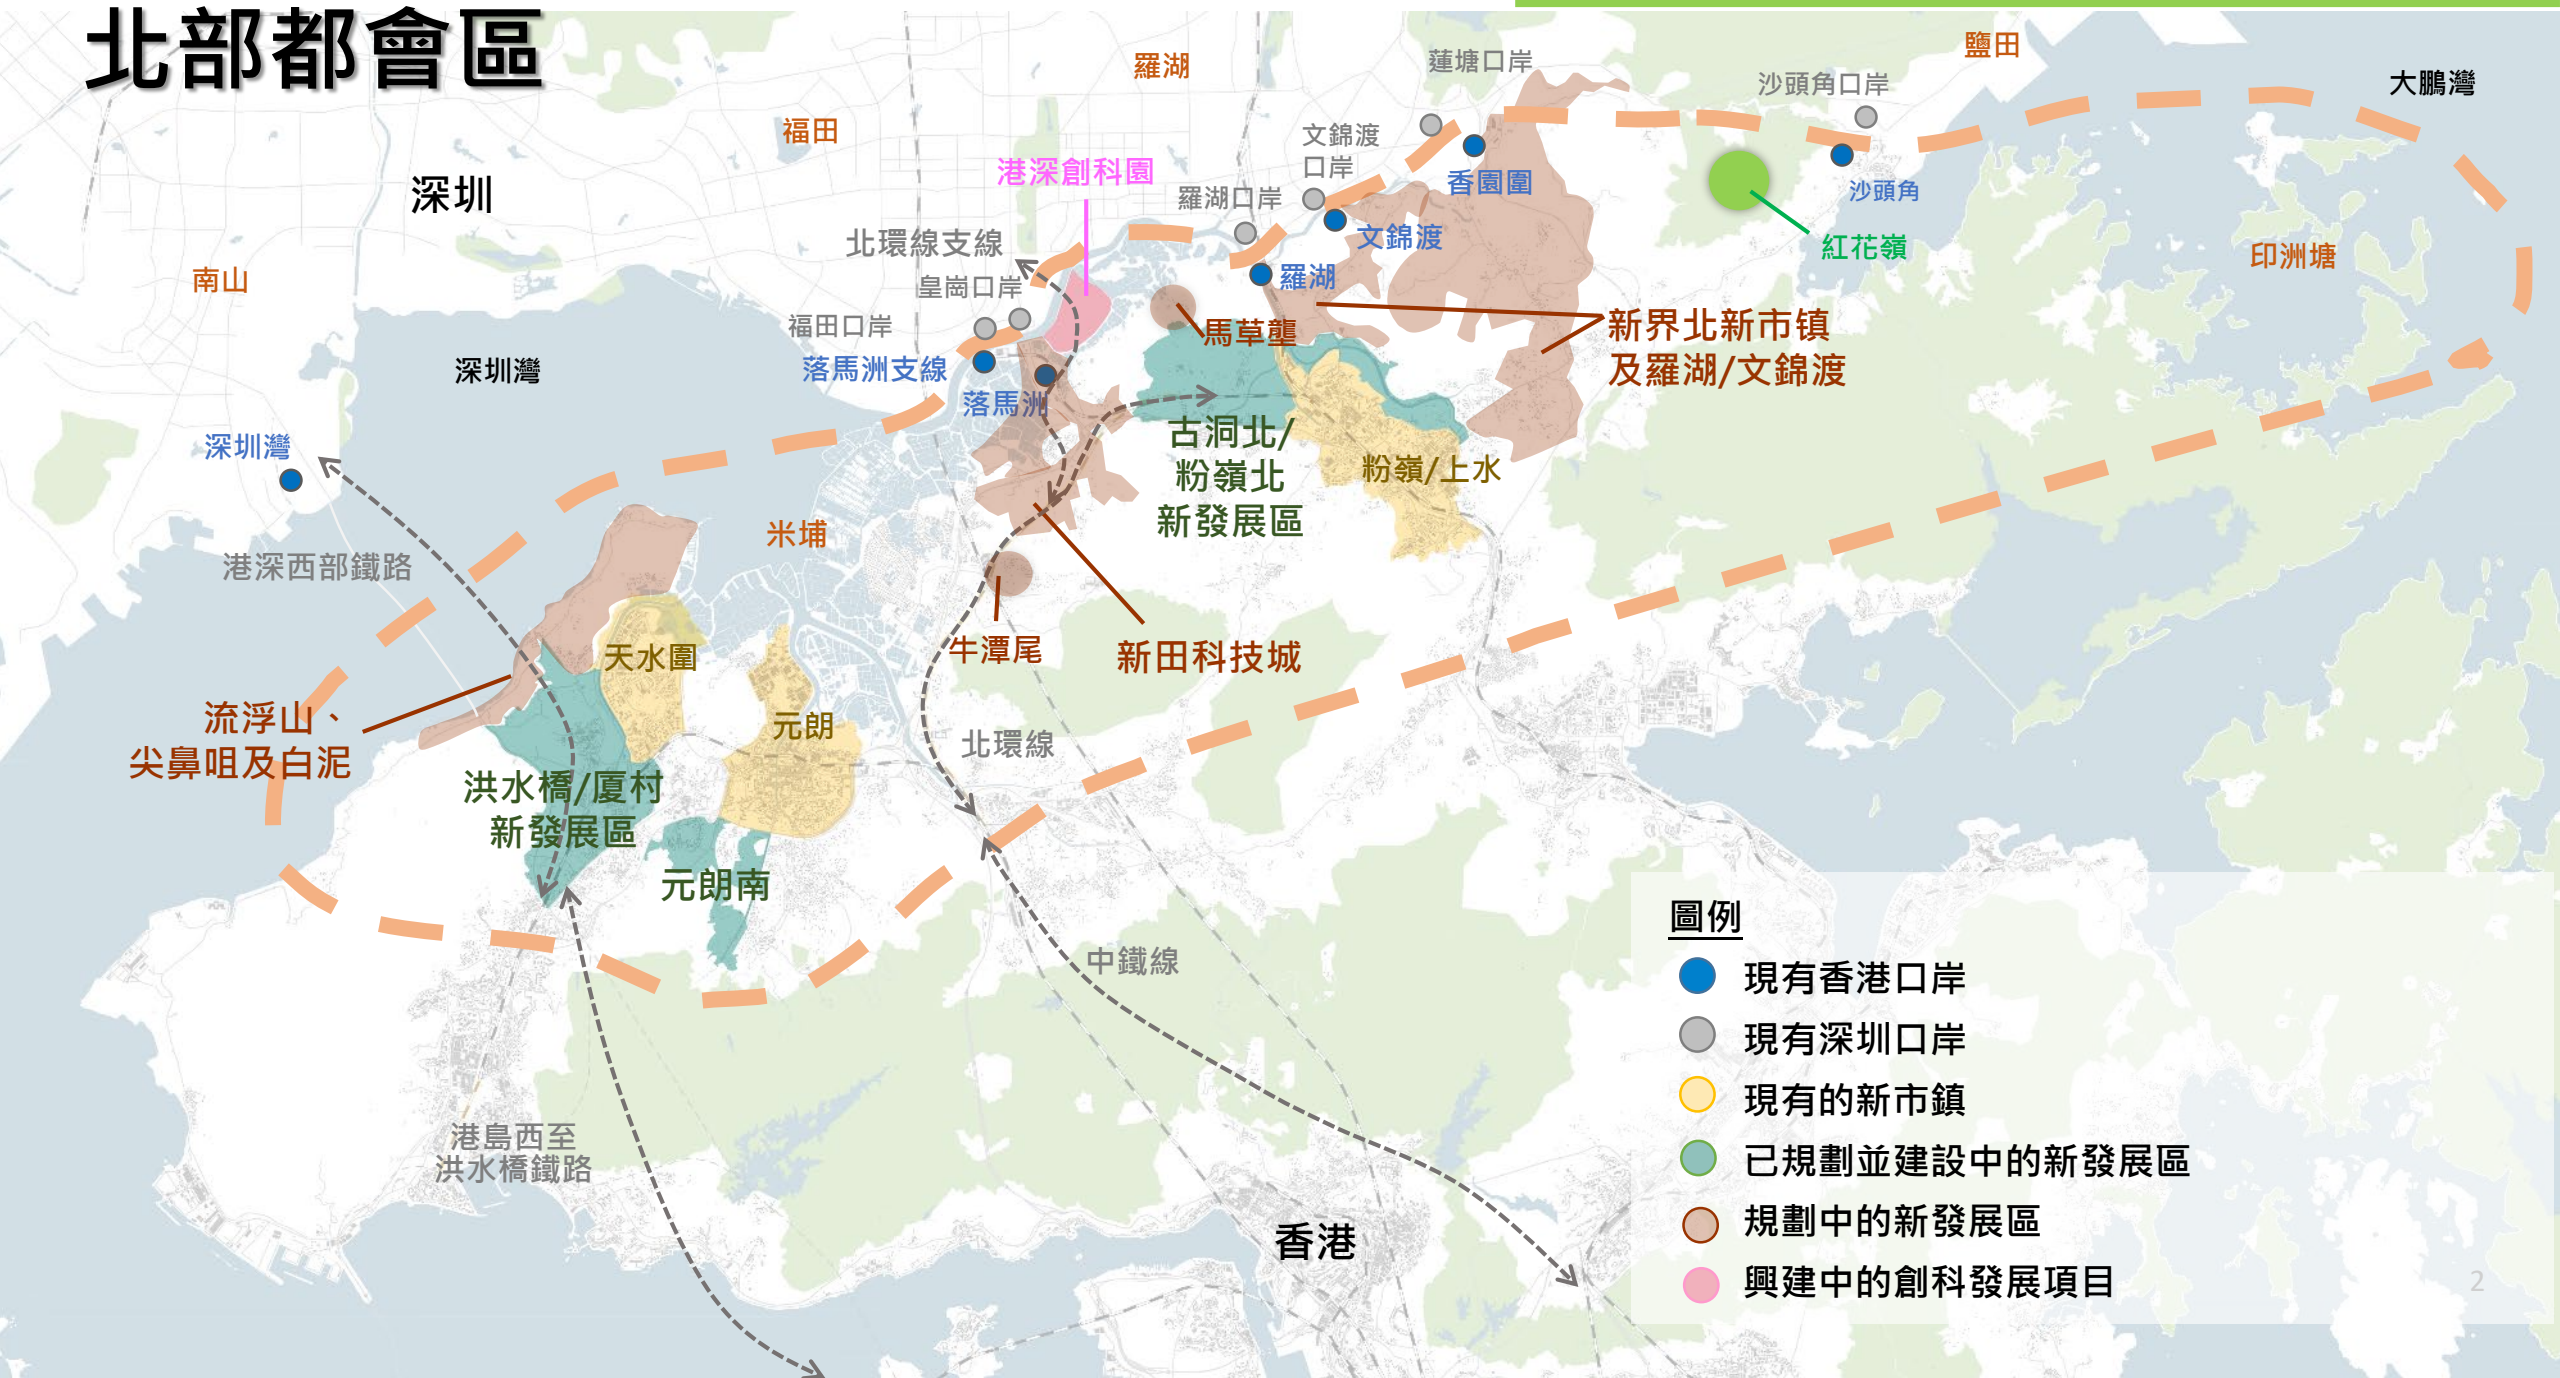 北部都會區
鹽田
蓮塘口岸
羅湖
沙頭角口岸
大鵬灣
福田
文錦渡
口岸
港深創科園
香園圍
沙頭角
深圳
羅湖口岸
文錦渡
北環線支線
紅花嶺
印洲塘
南山
羅湖
皇崗口岸
福田口岸
馬草壟
新界北新市镇
及羅湖/文錦渡
深圳灣
落馬洲支線
落馬洲
深圳灣
古洞北/
粉嶺北
新發展區
粉嶺/上水
米埔
港深西部鐵路
牛潭尾
新田科技城
天水圍
流浮山、
尖鼻咀及白泥
元朗
北環線
洪水橋/厦村
新發展區
元朗南
中鐵線
港島西至
洪水橋鐵路
香港
圖例
現有香港口岸
現有深圳口岸
現有的新市鎮
已規劃並建設中的新發展區
規劃中的新發展區
興建中的創科發展項目
2